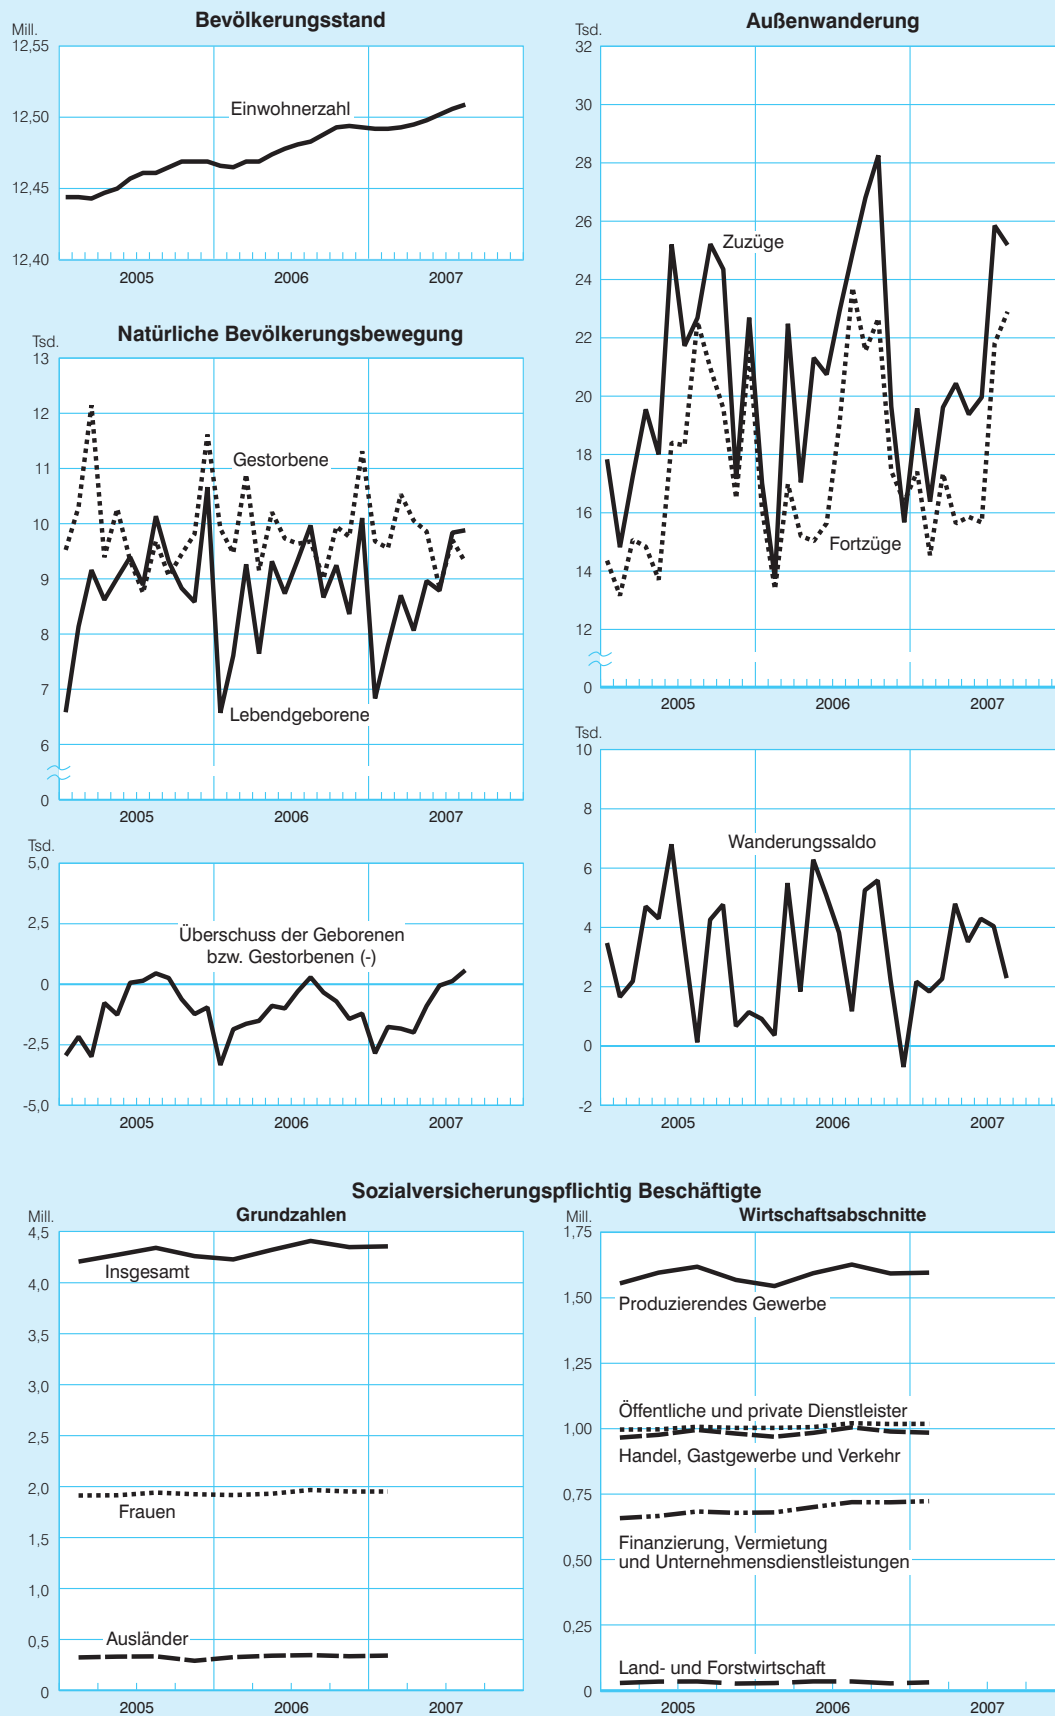 Bevölkerungsstand
Mill.
12,55
12,50
12,45
12,40
Einwohnerzahl
2005
2006
2007
Natürliche Bevölkerungsbewegung
Tsd.
13
12
11
10
9
8
7
6
0
Gestorbene
Lebendgeborene
2005
2006
2007
Tsd.
5,0
2,5
0
-2,5
-5,0
Überschuss der Geborenen
bzw. Gestorbenen (-)
2005
2006
2007
Außenwanderung
Tsd.
32
30
28
26
24
22
20
18
16
14
12
0
Zuzüge
Fortzüge
2005
2006
2007
Tsd.
10
8
6
4
2
0
-2
Wanderungssaldo
2005
2006
2007
Sozialversicherungspflichtig Beschäftigte
Grundzahlen
Mill.
4,5
4,0
3,5
3,0
2,5
2,0
1,5
1,0
0,5
0
Insgesamt
Frauen
Ausländer
2005
2006
2007
Wirtschaftsabschnitte
Mill.
1,75
1,50
1,25
1,00
0,75
0,50
0,25
0
Produzierendes Gewerbe
Öffentliche und private Dienstleister
Handel, Gastgewerbe und Verkehr
Finanzierung, Vermietung
und Unternehmensdienstleistungen
Land- und Forstwirtschaft
2005
2006
2007